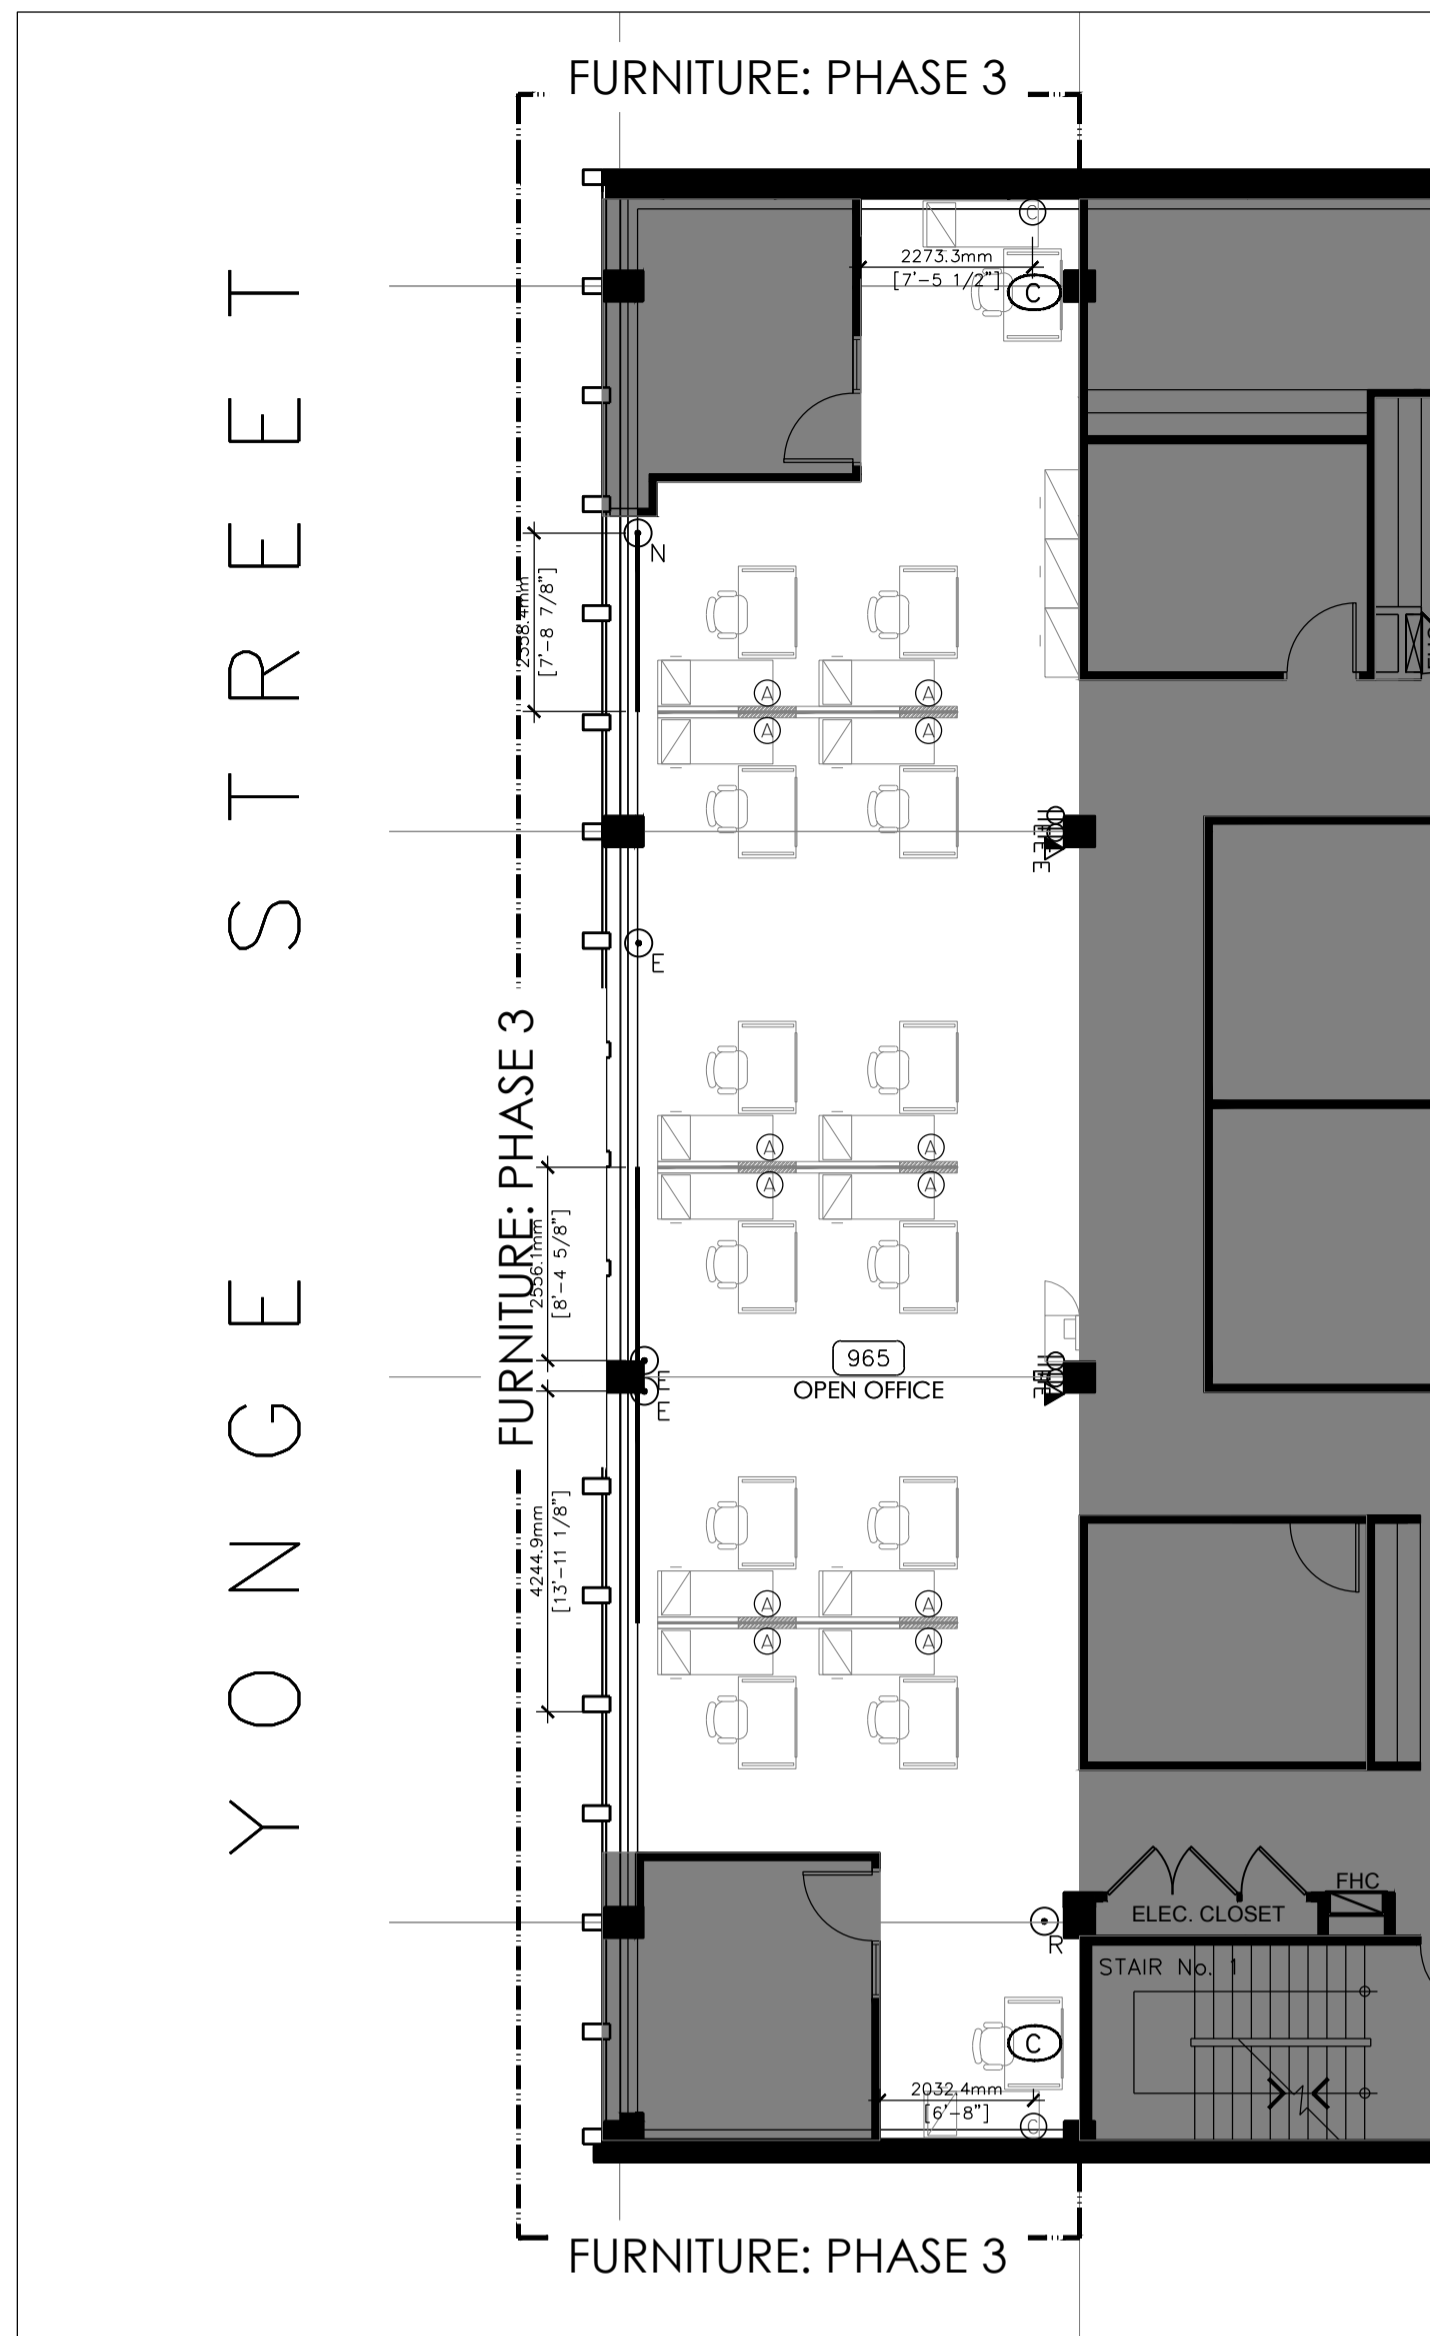 FURNITURE: PHASE 3
YONGE STREET
C
2273.3mm
[7'-5 1/2"]
C
N
2358.4mm
[7'-8 7/8"]
A
A
A
A
E
FURNITURE: PHASE 3
A
A
A
A
2556.1mm
[8'-4 5/8"]
965
OPEN OFFICE
E
E
4244.9mm
[13'-11 1/8"]
A
A
A
A
FHC
ELEC. CLOSET
R
STAIR No. 1
C
2032.4mm
[6'-8"]
C
FURNITURE: PHASE 3